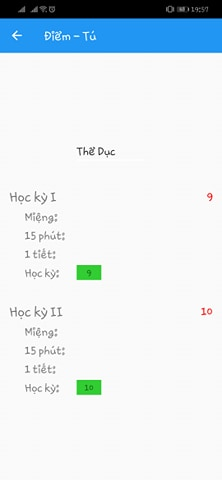 19:57
Điểm - Tú
Thể Dục
Học kỳ I 9
Miệng:
15 phút:
1 tiết:
Học kỳ: 9
Học kỳ II 10
Miệng:
15 phút:
1 tiết:
Học kỳ: 10